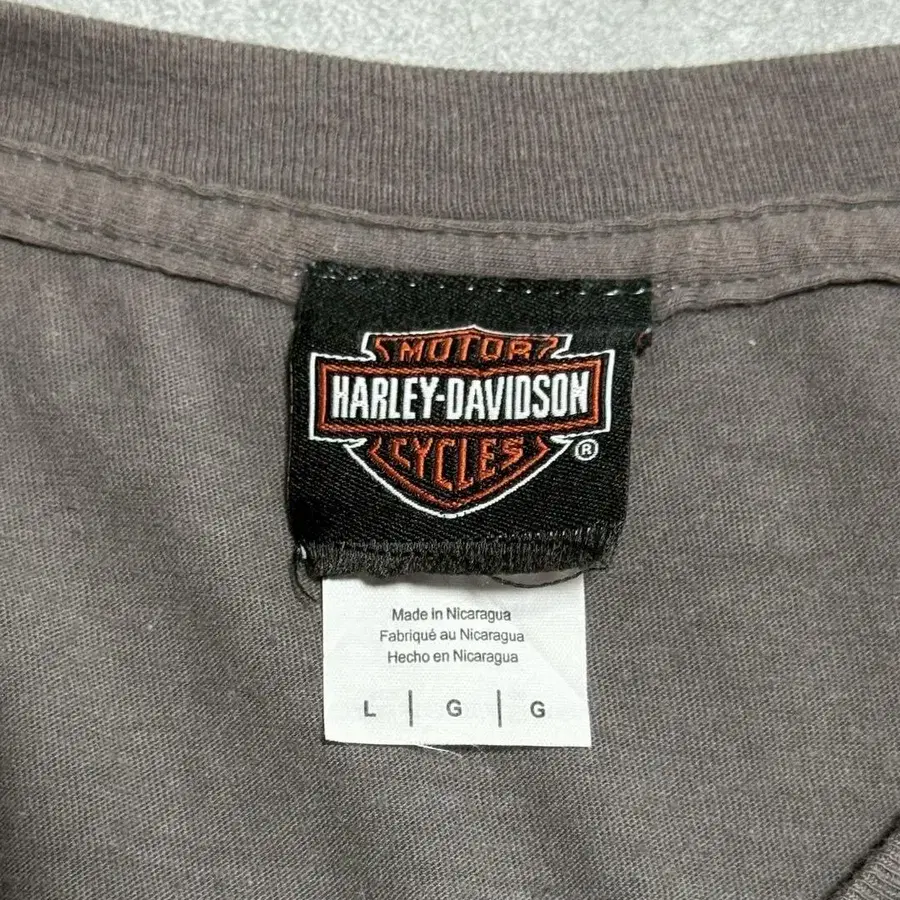 MOTOR
HARLEY-DAVIDSON
CYCLES
®
Made in Nicaragua
Fabriqué au Nicaragua
Hecho en Nicaragua
L | G | G